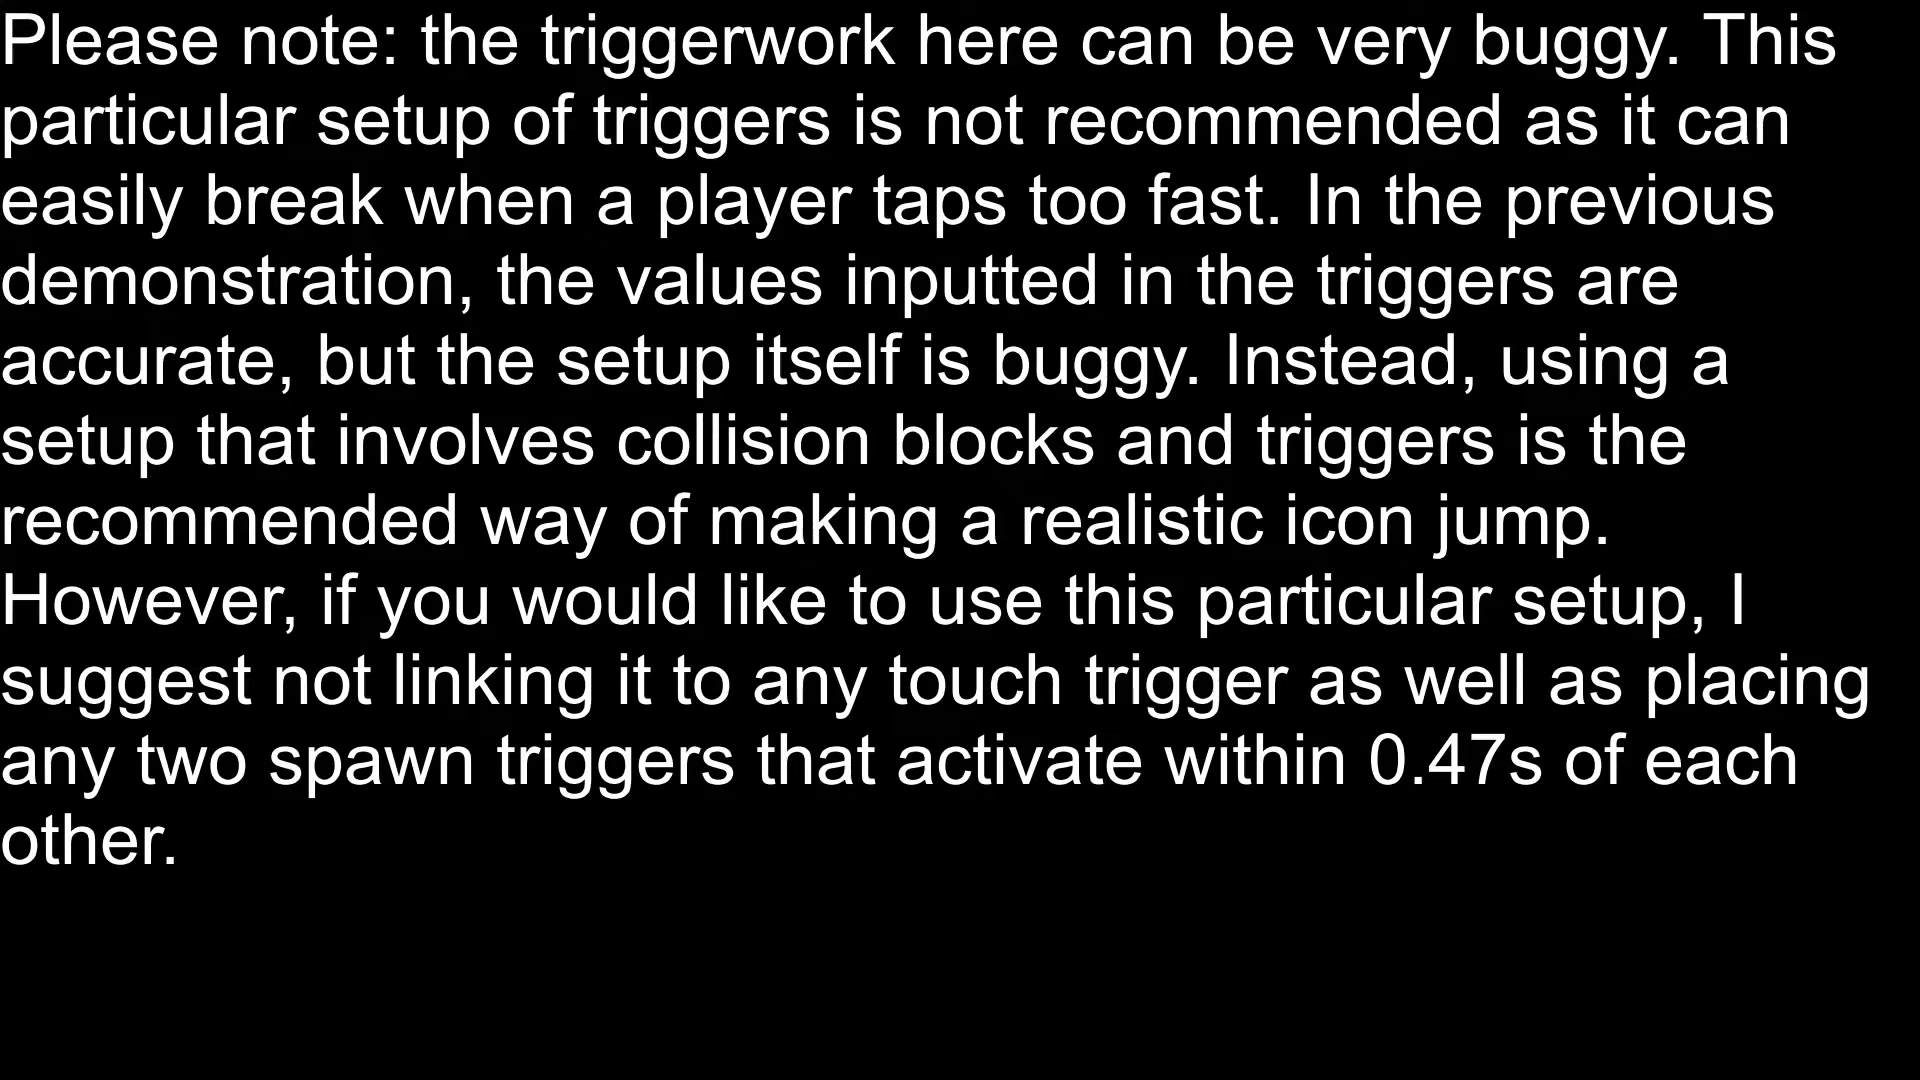 Please note: the triggerwork here can be very buggy. This
particular setup of triggers is not recommended as it can
easily break when a player taps too fast. In the previous
demonstration, the values inputted in the triggers are
accurate, but the setup itself is buggy. Instead, using a
setup that involves collision blocks and triggers is the
recommended way of making a realistic icon jump.
However, if you would like to use this particular setup, I
suggest not linking it to any touch trigger as well as placing
any two spawn triggers that activate within 0.47s of each
other.